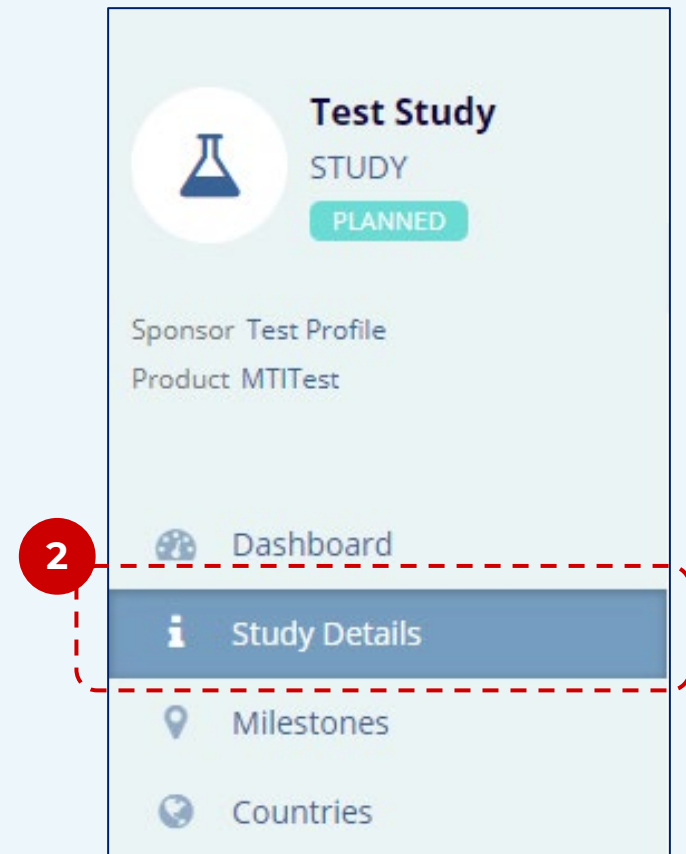 Test Study
STUDY
PLANNED
Sponsor Test Profile
Product MTITest
Dashboard
2
Study Details
Milestones
Countries